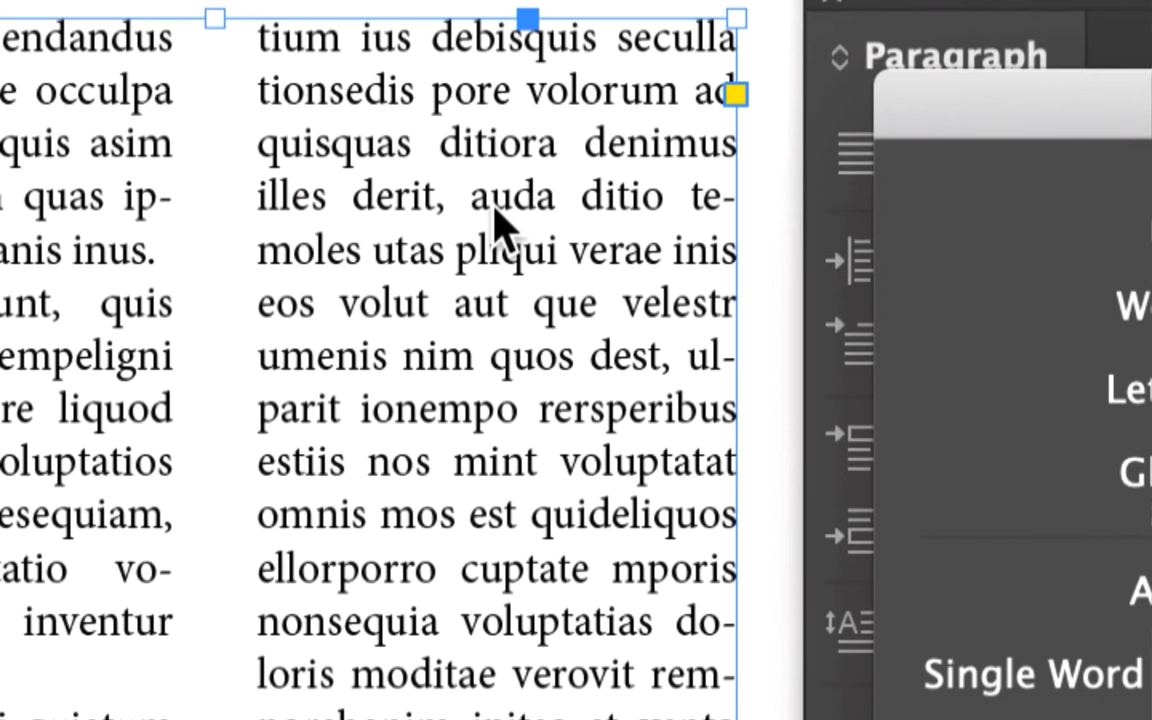 endandus
e occulpa
quis asim
quas ip-
anis inus.
unt, quis
empeligni
re liquod
oluptatios
esequiam,
atio vo-
inventur
tium ius debisquis seculla
tionsedis pore volorum ad
quisquas ditiora denimus
illes derit, auda ditio te-
moles utas pliqui verae inis
eos volut aut que velestr
umenis nim quos dest, ul-
parit ionempo rersperibus
estiis nos mint voluptatat
omnis mos est quideliquos
ellorporro cuptate mporis
nonsequia voluptatias do-
loris moditae verovit rem-
Paragraph
Let
Single Word